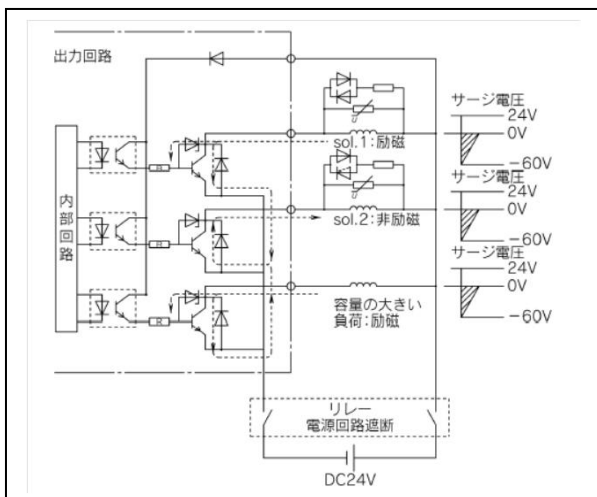 出力回路
内部回路
R
R
R
U
sol.1:励磁
U
sol.2:非励磁
容量の大きい
負荷:励磁
サージ電圧
24V
0V
−60V
サージ電圧
24V
0V
−60V
サージ電圧
24V
0V
−60V
リレー
電源回路遮断
DC24V